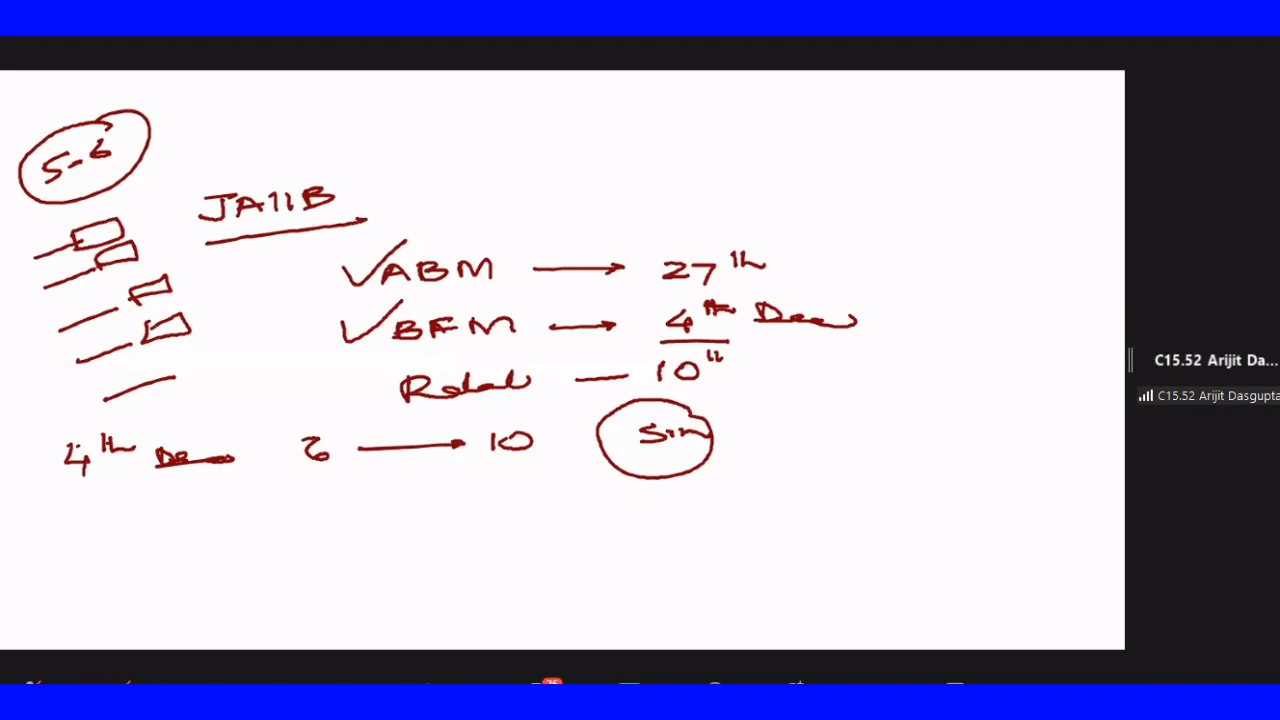 5-6
JAIIB
ABM → 27th
BFM → 4th Dec
Retail — 10th
4th De 6 → 10 Sim
C15.52 Arijit Da...
C15.52 Arijit Dasgupta